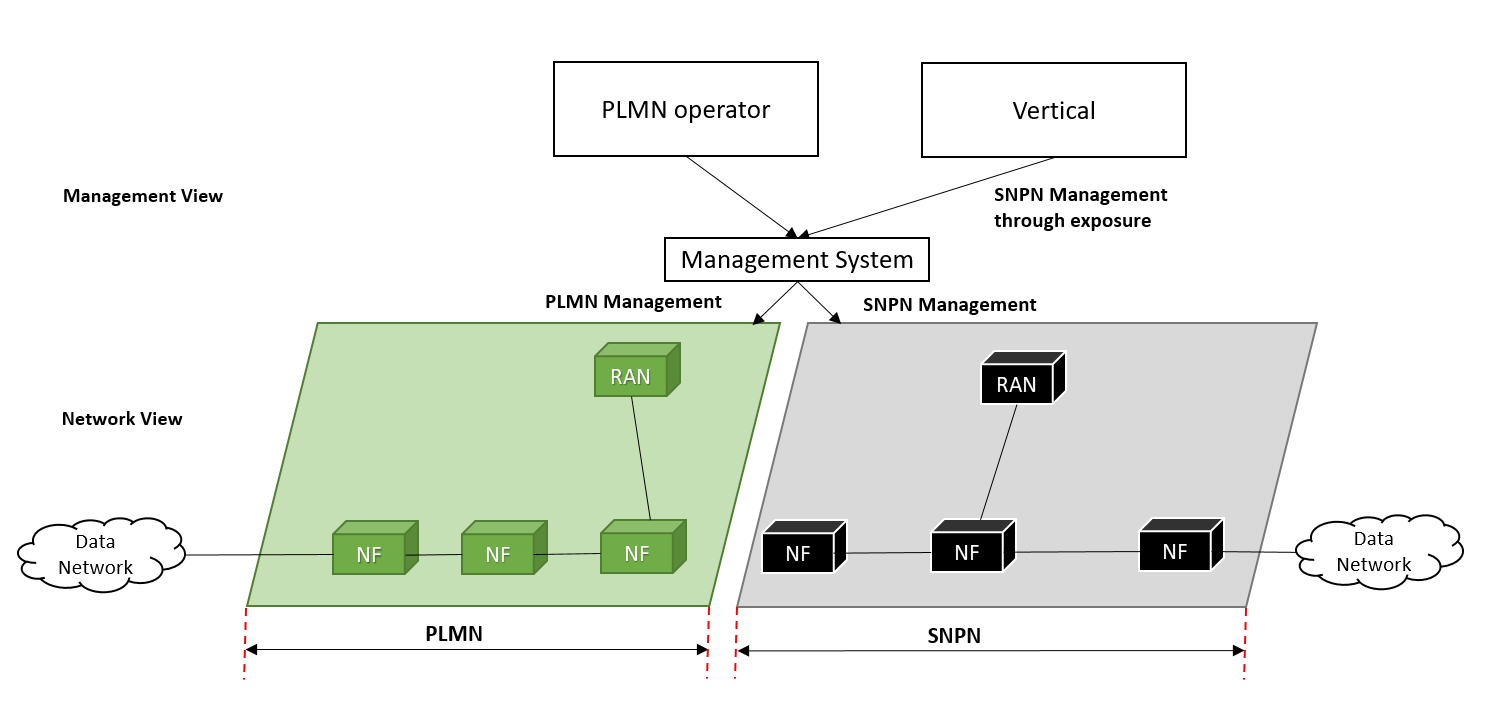 PLMN operator
Vertical
Management View
SNPN Management
through exposure
Management System
PLMN Management
SNPN Management
RAN
RAN
Network View
Data
Network
NF
NF
NF
NF
NF
NF
Data
Network
PLMN
SNPN